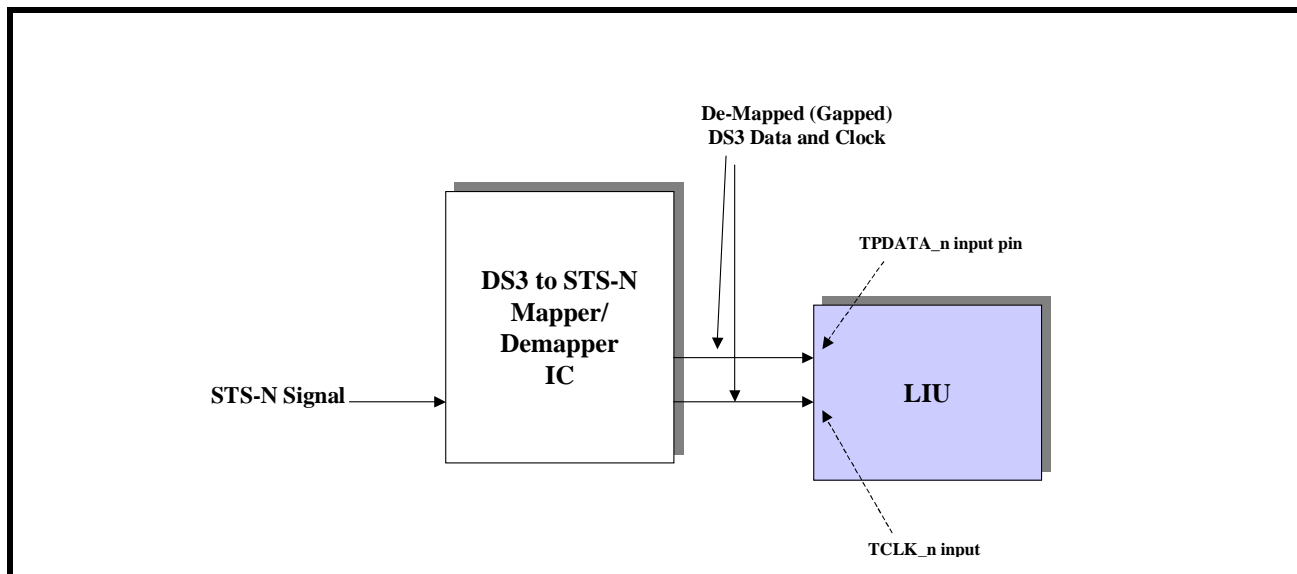 De-Mapped (Gapped)
DS3 Data and Clock
TPDATA_n input pin
DS3 to STS-N
Mapper/
Demapper
IC
STS-N Signal
LIU
TCLK_n input